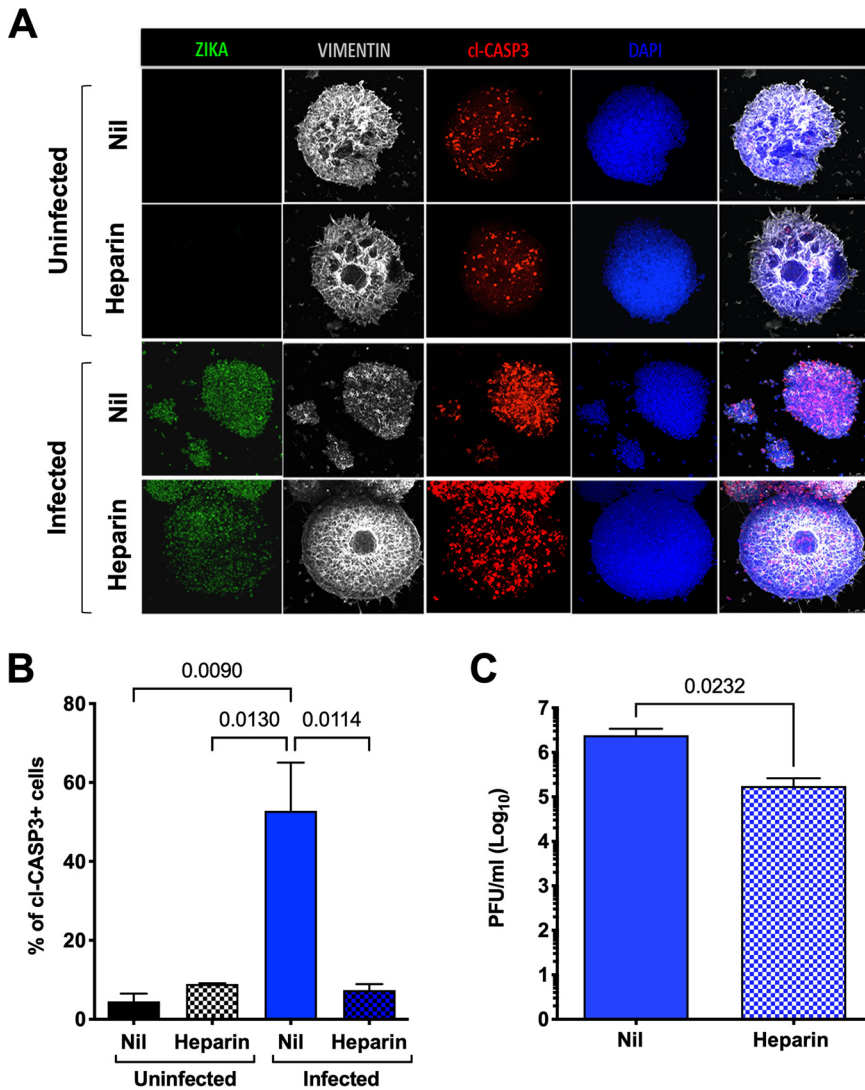 A
ZIKA VIMENTIN cl-CASP3 DAPI
Uninfected
Nil
Heparin
Infected
Nil
Heparin
B
0.0090
0.0130 0.0114
% of cl-CASP3+ cells
80
60
40
20
0
Nil Heparin Nil Heparin
Uninfected Infected
C
0.0232
PFU/ml (Log10)
7
6
5
4
3
2
1
0
Nil Heparin